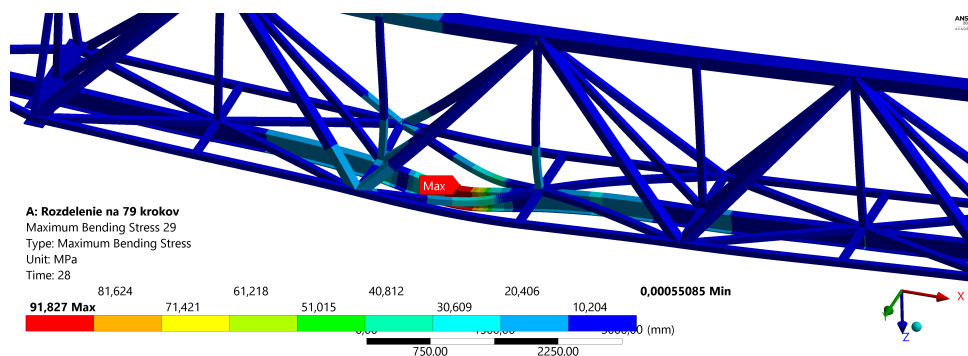 ANS
ACADE
Max
A: Rozdelenie na 79 krokov
Maximum Bending Stress 29
Type: Maximum Bending Stress
Unit: MPa
Time: 28
81,624 61,218 40,812 20,406 0,00055085 Min
91,827 Max 71,421 51,015 30,609 10,204
(mm)
750.00 2250.00
X
Z